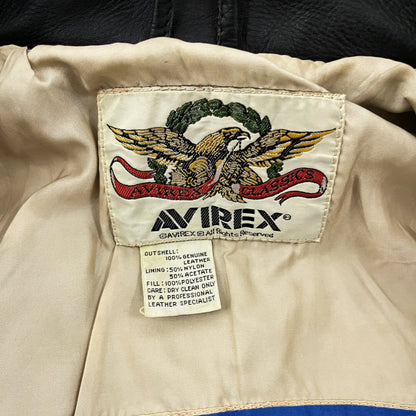 AVIREX CLASSICS
AVIREX®
©AVIREX © All Rights Reserved
OUTSHELL:
100% GENUINE
LEATHER
LINING: 50% NYLON
50% ACETATE
FILL: 100% POLYESTER
CARE: DRY CLEAN ONLY
BY A PROFESSIONAL
LEATHER SPECIALIST